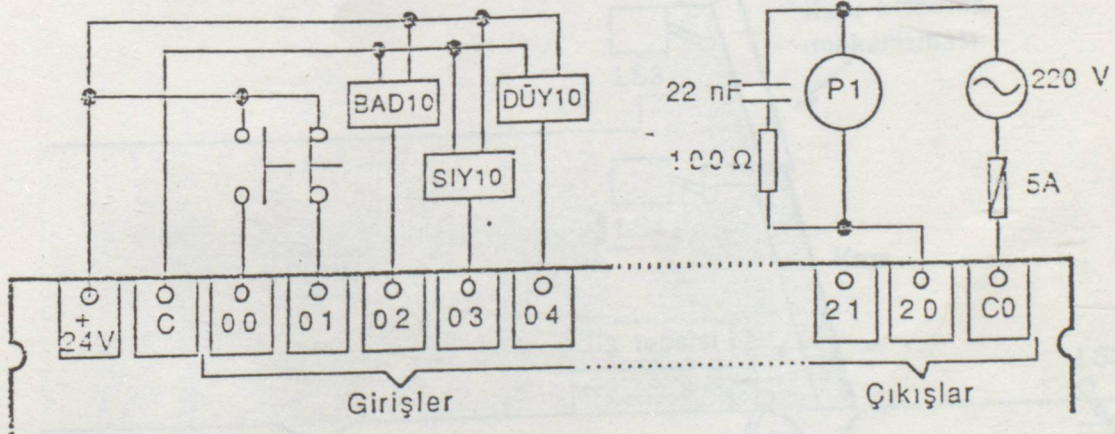 BAD10
DÜY10
SIY10
22 nF
100 Ω
P1
220 V
5A
+
24V
C
00
01
02
03
04
21
20
C0
Girişler
Çıkışlar